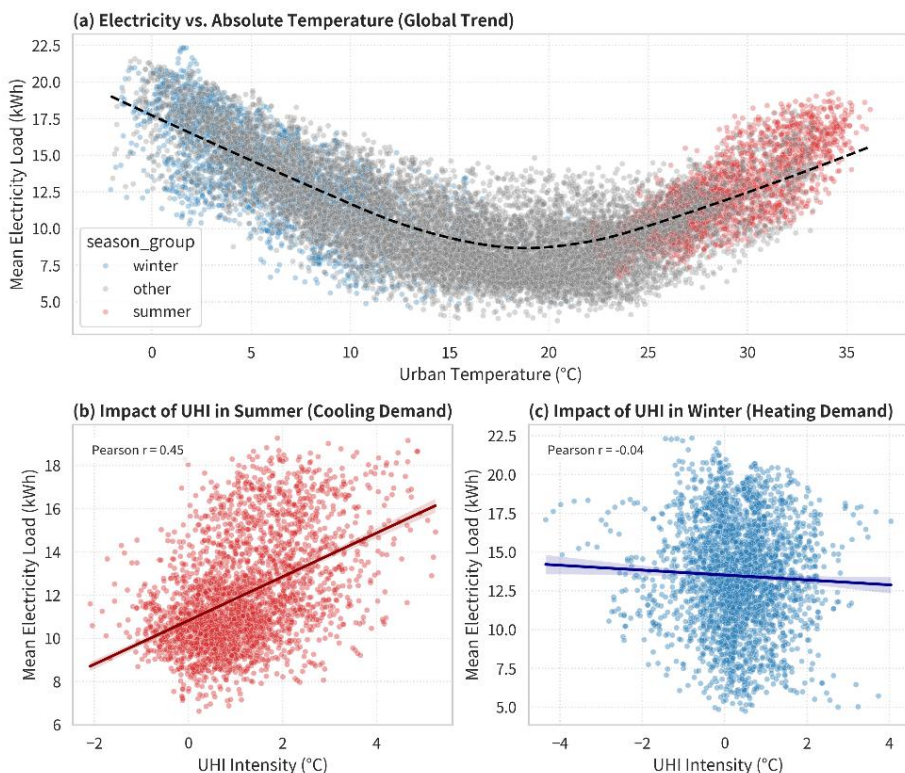 (a) Electricity vs. Absolute Temperature (Global Trend)
22.5
20.0
17.5
15.0
12.5
10.0
7.5
5.0
Mean Electricity Load (kWh)
season_group
winter
other
summer
0 5 10 15 20 25 30 35
Urban Temperature (°C)
(b) Impact of UHI in Summer (Cooling Demand)
Pearson r = 0.45
18
16
14
12
10
8
6
Mean Electricity Load (kWh)
−2 0 2 4
UHI Intensity (°C)
(c) Impact of UHI in Winter (Heating Demand)
Pearson r = -0.04
22.5
20.0
17.5
15.0
12.5
10.0
7.5
5.0
Mean Electricity Load (kWh)
−4 −2 0 2 4
UHI Intensity (°C)